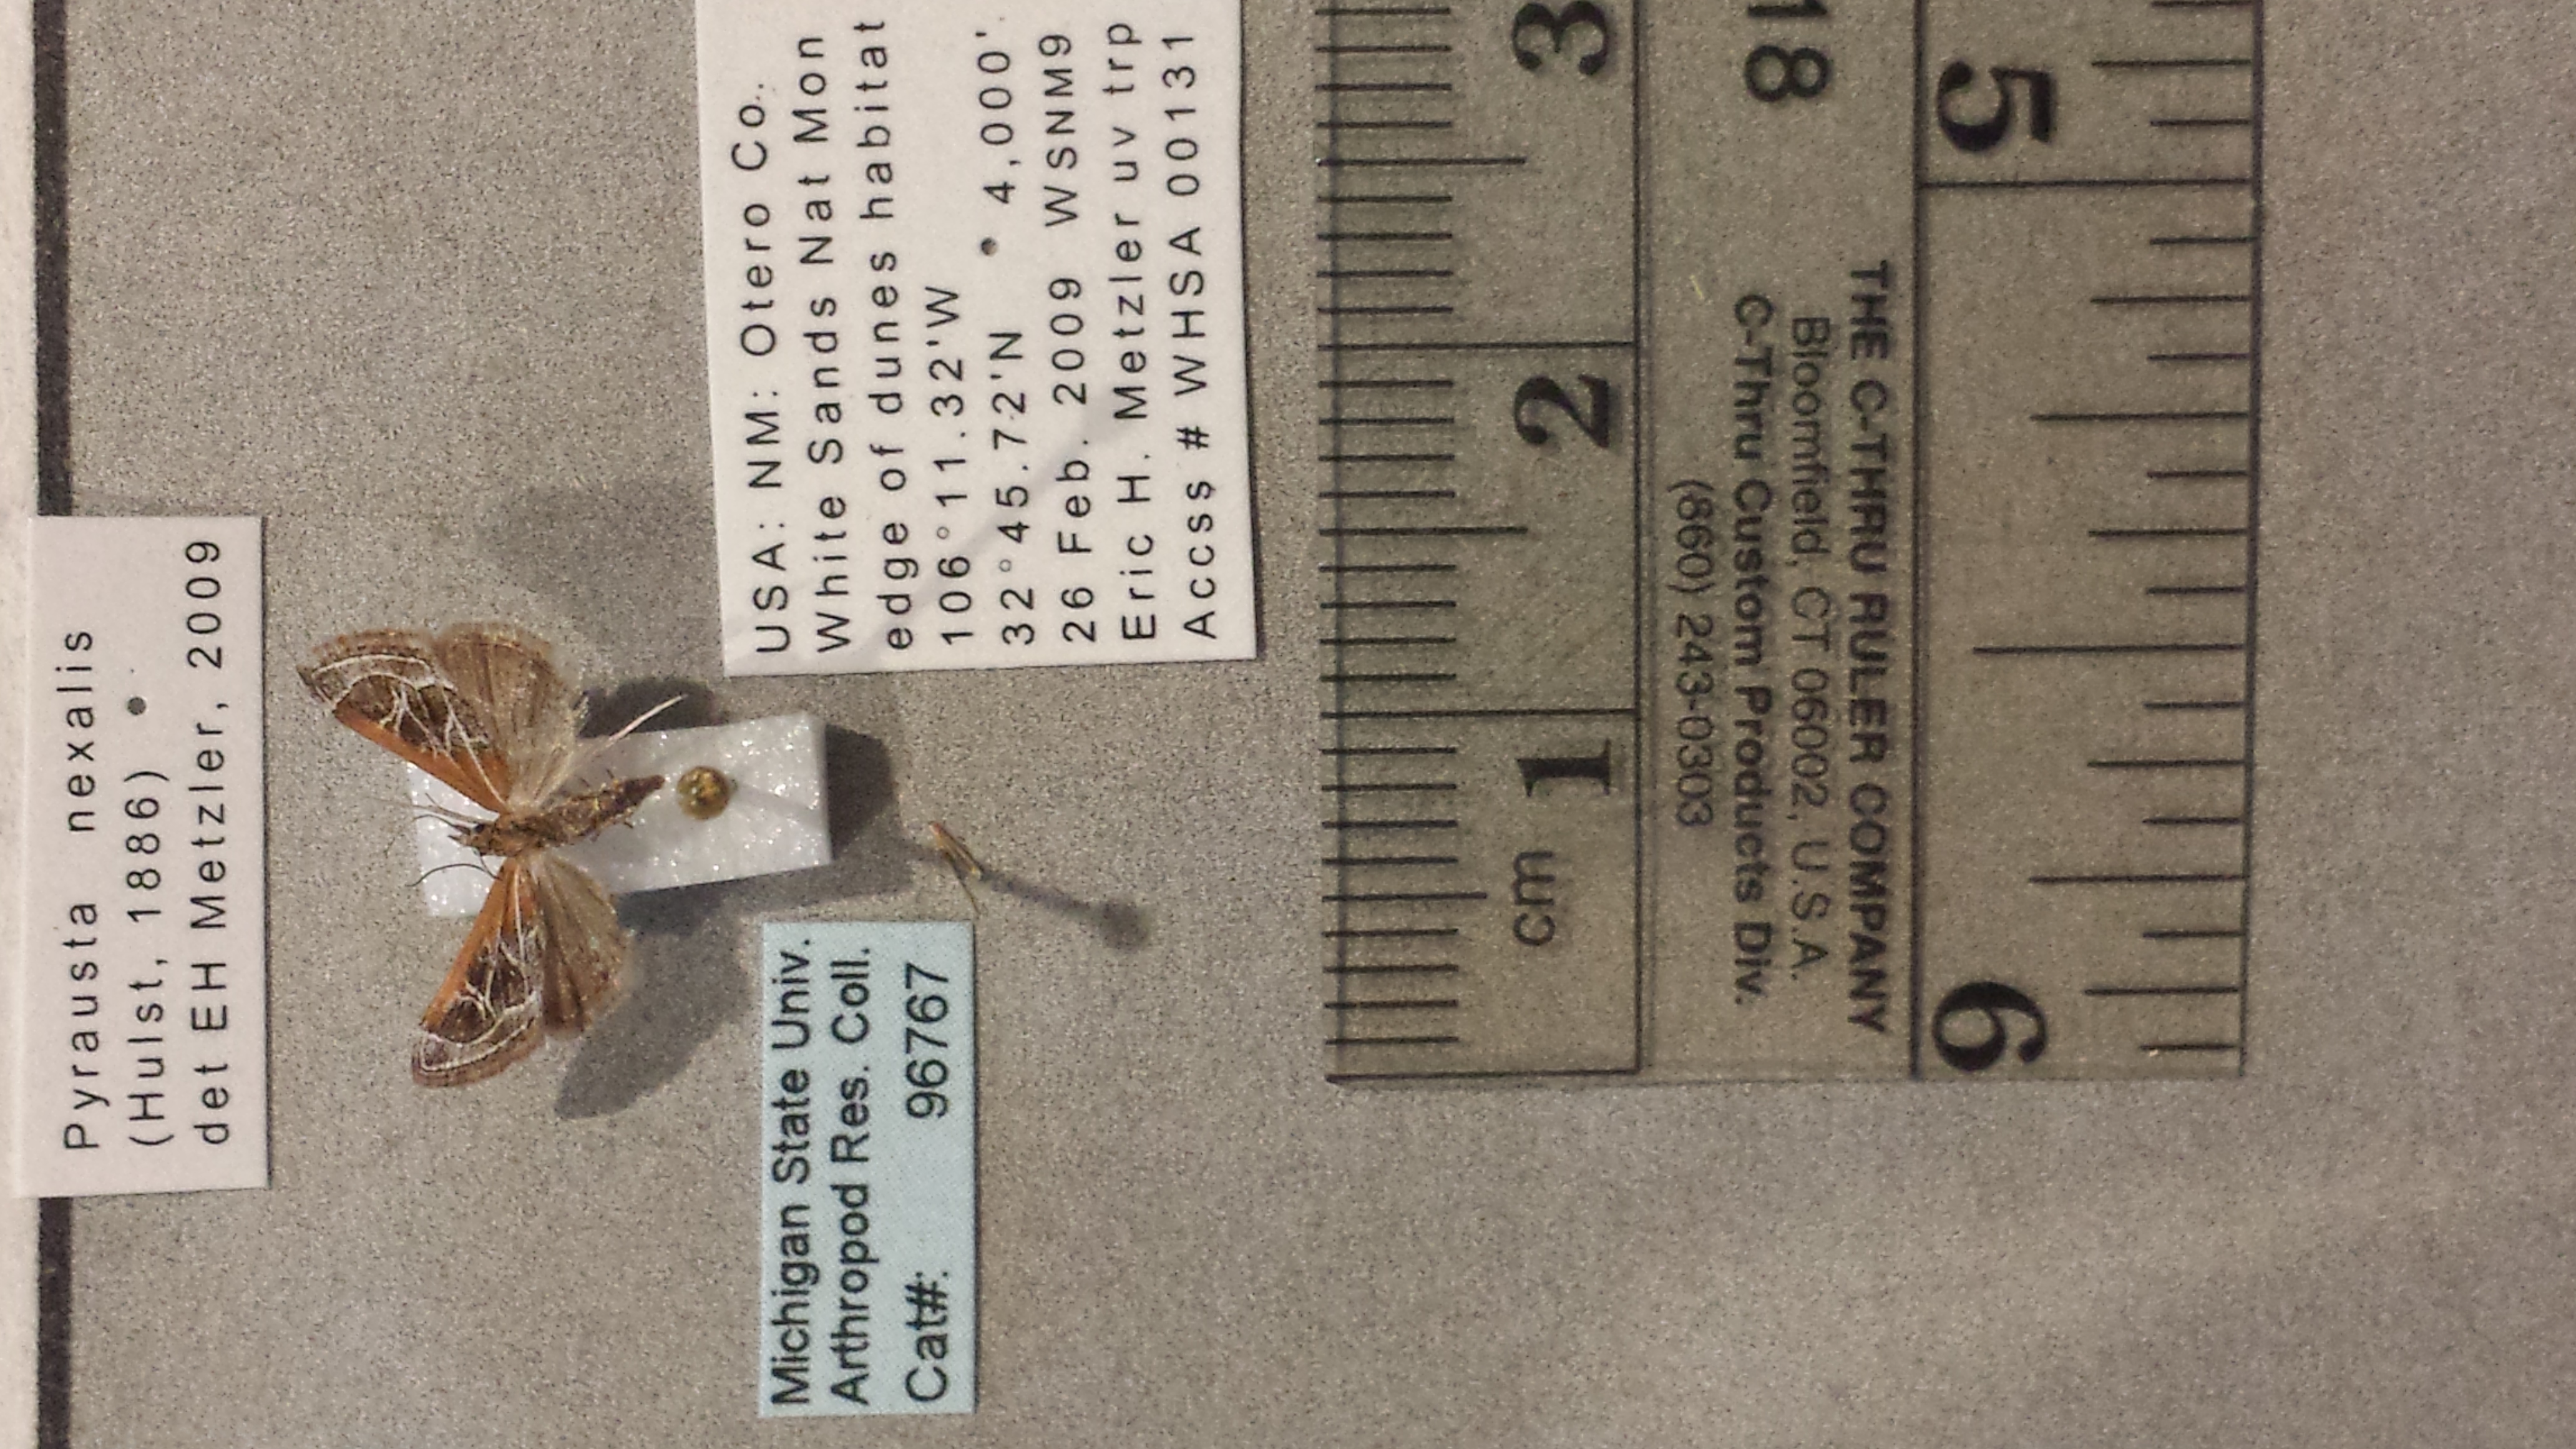 Pyrausta nexalis
(Hulst, 1886)
det EH Metzler, 2009
USA: NM: Otero Co.
White Sands Nat Mon
edge of dunes habitat
106°11.32'W
32°45.72'N • 4,000'
26 Feb. 2009 WSNM9
Eric H. Metzler uv trp
Accss # WHSA 00131
Michigan State Univ.
Arthropod Res. Coll.
Cat#: 96767
cm 1 2 3
18
THE C-THRU RULER COMPANY
Bloomfield, CT 06002, U.S.A.
C-Thru Custom Products Div.
(860) 243-0303
5 6